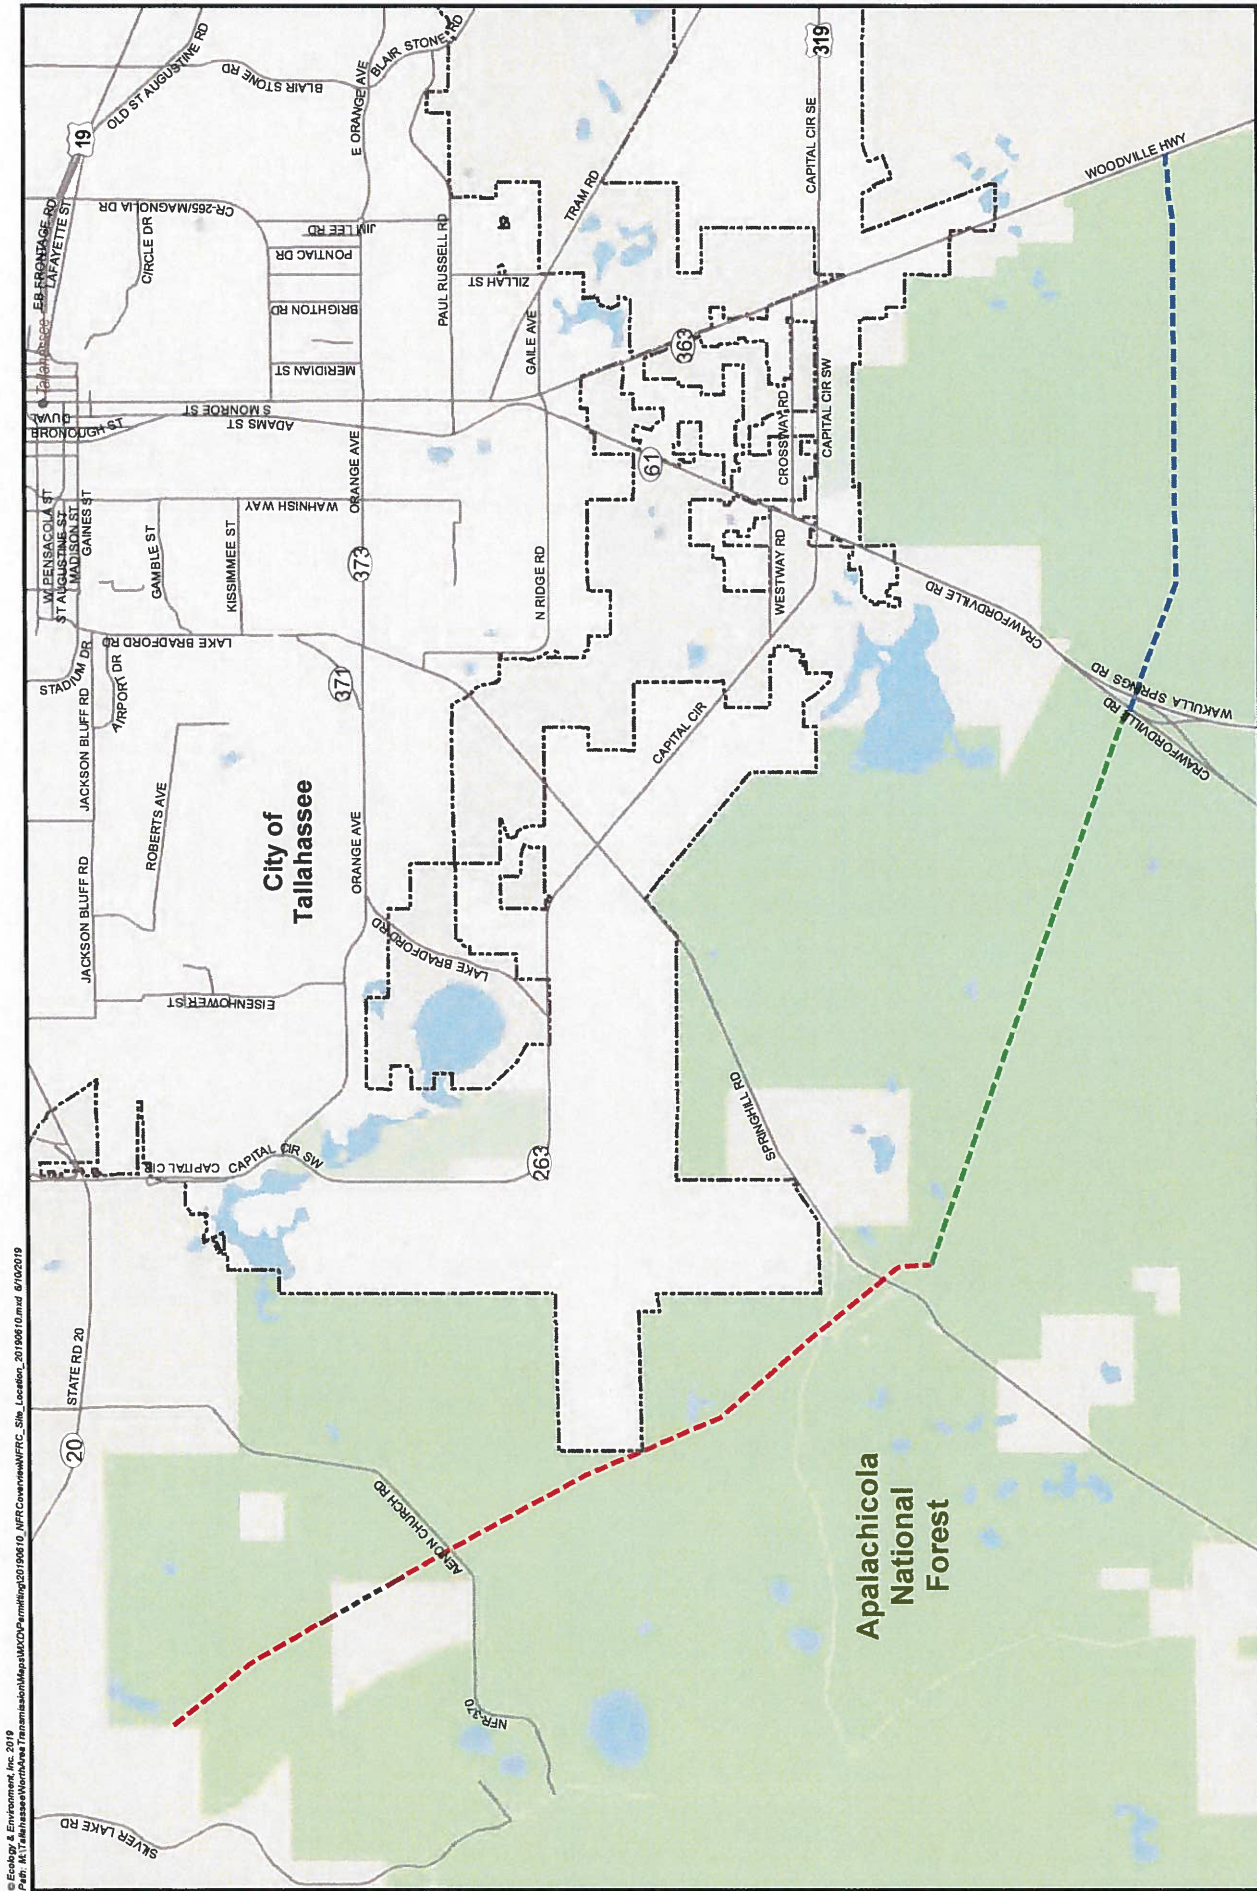 © Ecology & Environment, Inc. 2019
Path: M:\Tallahassee\NorthAreaTransmission\Maps\MXD\Permitting\20190610_NFRCoverview\NFRC_Site_Location_20190610.mxd 6/10/2019
SILVER LAKE RD
20
STATE RD 20
CAPITAL CIR
CAPITAL CIR SW
263
AENON CHURCH RD
NFR-370
JACKSON BLUFF RD
JACKSON BLUFF RD
EISENHOWER ST
ROBERTS AVE
City of
Tallahassee
ORANGE AVE
LAKE BRADFORD RD
STADIUM DR
AIRPORT DR
LAKE BRADFORD RD
371
373
W PENSACOLA ST
ST AUGUSTINE ST
MADISON ST
GAINES ST
GAMBLE ST
KISSIMMEE ST
WAHNISH WAY
ORANGE AVE
N RIDGE RD
DUVAL
BRONOUGH ST
ADAMS ST
S MONROE ST
Tallahassee
EB FRONTAGE RD
LAFAYETTE ST
19
OLD ST AUGUSTINE RD
BLAIR STONE RD
E ORANGE AVE
BLAIR STONE RD
CR-265/MAGNOLIA DR
CIRCLE DR
JIM LEE RD
PONTIAC DR
BRIGHTON RD
MERIDIAN ST
PAUL RUSSELL RD
ZILLAH ST
GAILE AVE
TRAM RD
319
CAPITAL CIR SE
363
61
CROSSWAY RD
CAPITAL CIR SW
WESTWAY RD
CAPITAL CIR
SPRINGHILL RD
WOODVILLE HWY
CRAWFORDVILLE RD
WAKULLA SPRINGS RD
CRAWFORDVILLE RD
CRAWFORDVILLE RD
Apalachicola
National
Forest